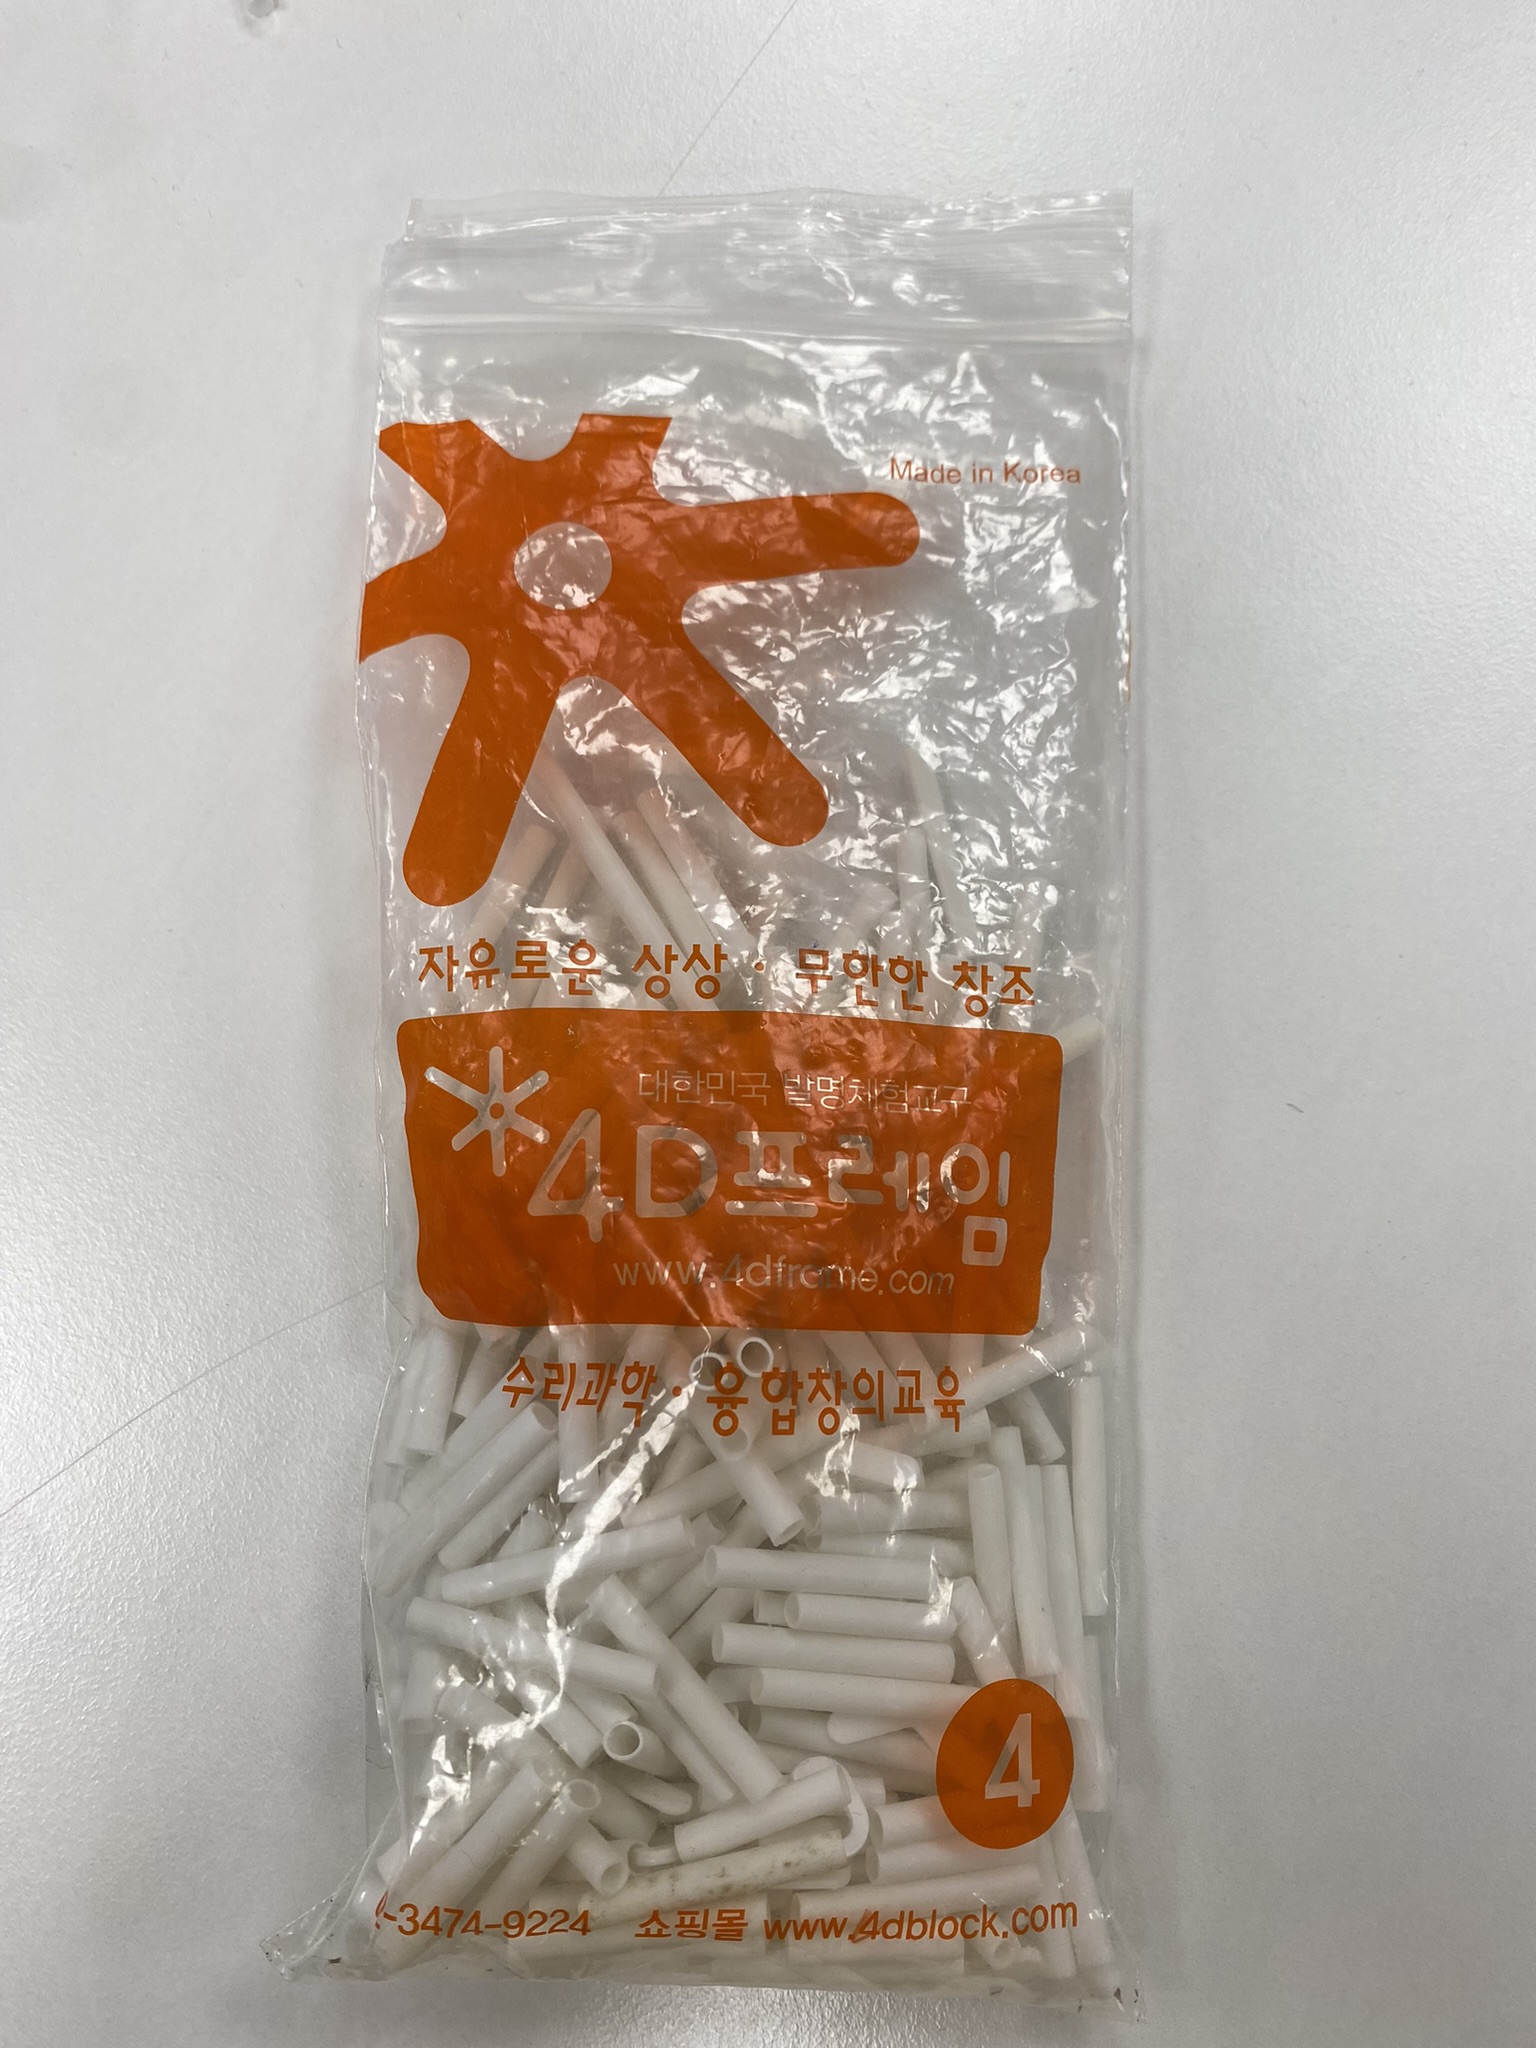 Made in Korea
자유로운 상상 · 무한한 창조
대한민국 발명체험교구
4D프레임
www.4dframe.com
수리과학 · 융합창의교육
4
-3474-9224 쇼핑몰 www.4dblock.com